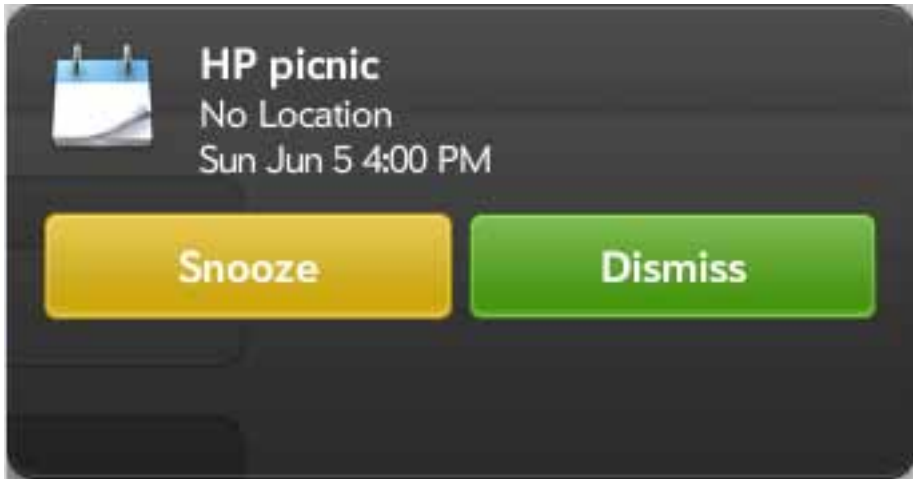 HP picnic
No Location
Sun Jun 5 4:00 PM
Snooze
Dismiss